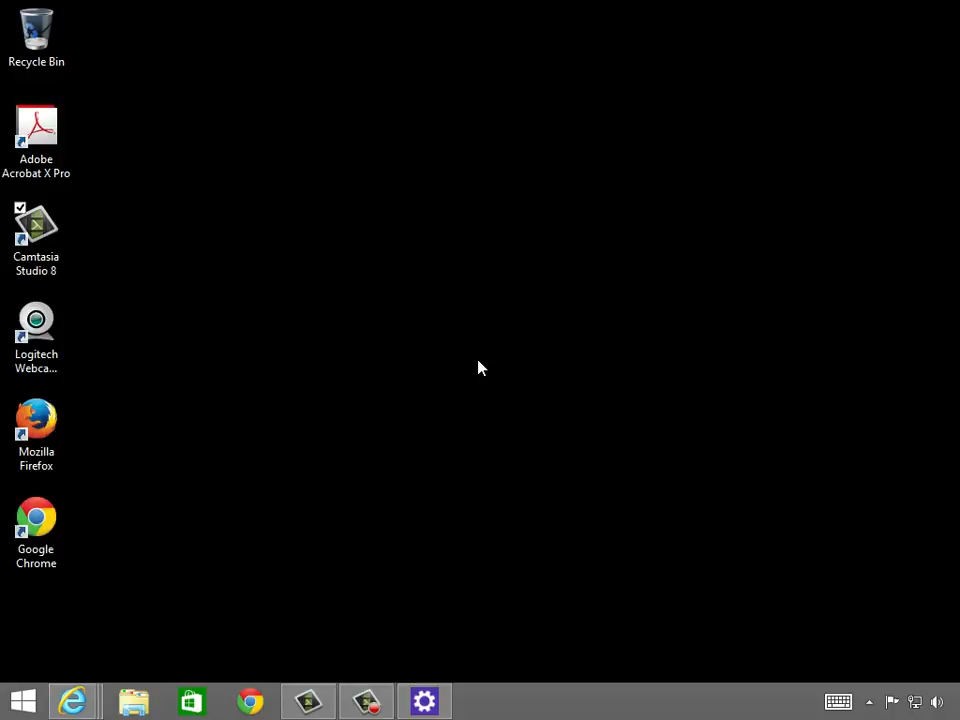 Recycle Bin
Adobe
Acrobat X Pro
Camtasia
Studio 8
Logitech
Webca...
Mozilla
Firefox
Google
Chrome